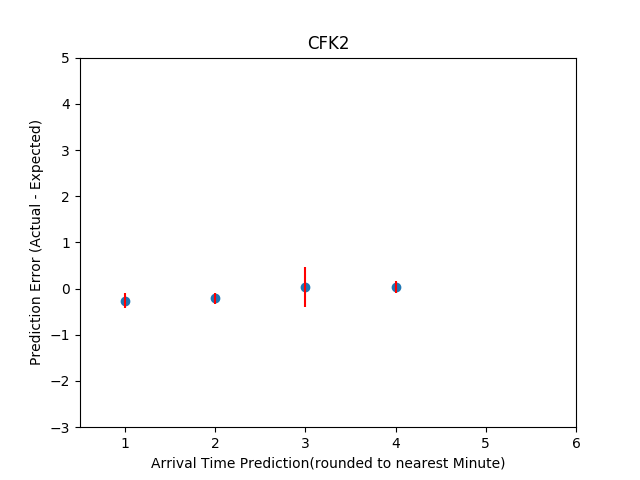 CFK2
5
4
3
2
1
0
−1
−2
−3
Prediction Error (Actual - Expected)
1 2 3 4 5 6
Arrival Time Prediction(rounded to nearest Minute)